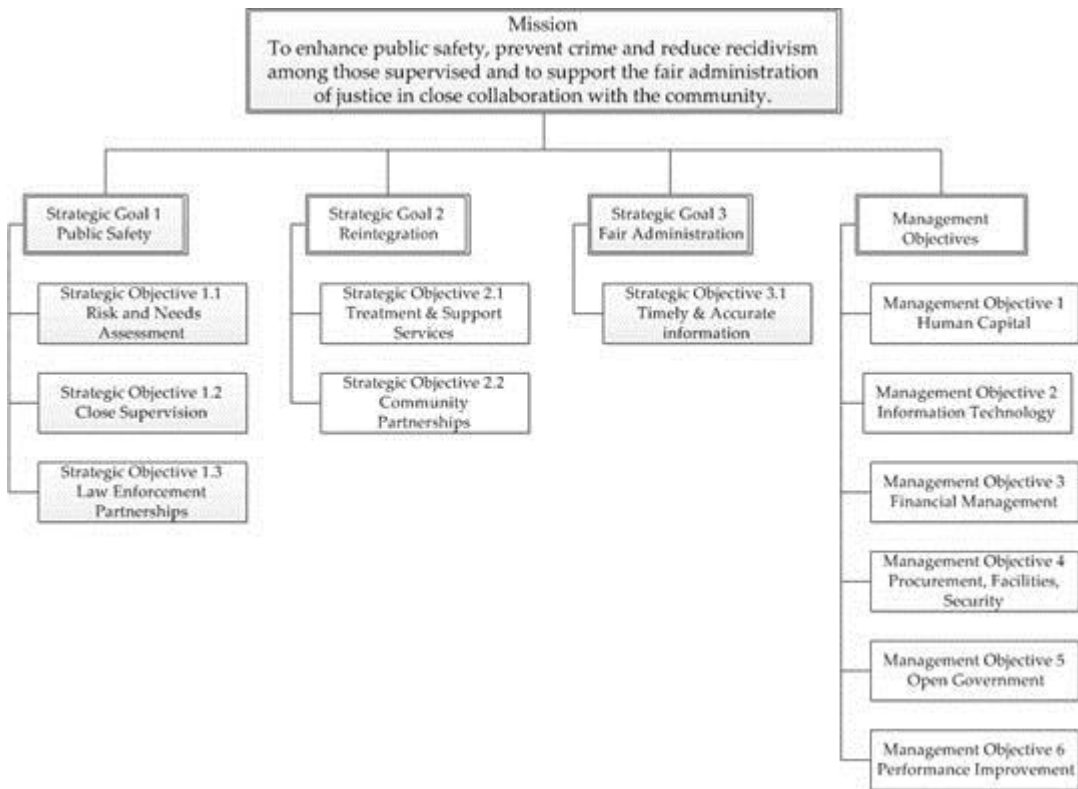 Mission
To enhance public safety, prevent crime and reduce recidivism
among those supervised and to support the fair administration
of justice in close collaboration with the community.
Strategic Goal 1
Public Safety
Strategic Objective 1.1
Risk and Needs
Assessment
Strategic Objective 1.2
Close Supervision
Strategic Objective 1.3
Law Enforcement
Partnerships
Strategic Goal 2
Reintegration
Strategic Objective 2.1
Treatment & Support
Services
Strategic Objective 2.2
Community
Partnerships
Strategic Goal 3
Fair Administration
Strategic Objective 3.1
Timely & Accurate
information
Management
Objectives
Management Objective 1
Human Capital
Management Objective 2
Information Technology
Management Objective 3
Financial Management
Management Objective 4
Procurement, Facilities,
Security
Management Objective 5
Open Government
Management Objective 6
Performance Improvement